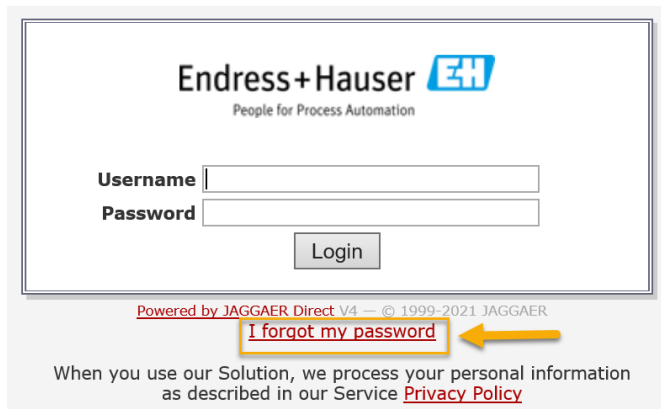 Endress+Hauser EH
People for Process Automation
Username
Password
Login
Powered by JAGGAER Direct V4 — © 1999-2021 JAGGAER
I forgot my password
When you use our Solution, we process your personal information
as described in our Service Privacy Policy